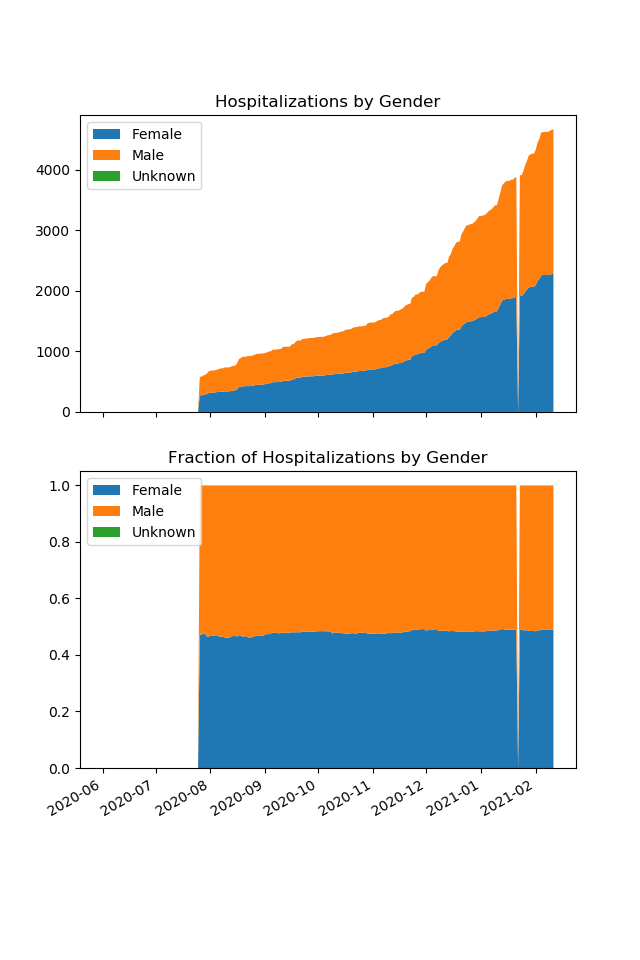 Hospitalizations by Gender
Female
Male
Unknown
4000
3000
2000
1000
0
Fraction of Hospitalizations by Gender
Female
Male
Unknown
1.0
0.8
0.6
0.4
0.2
0.0
2020-06
2020-07
2020-08
2020-09
2020-10
2020-11
2020-12
2021-01
2021-02